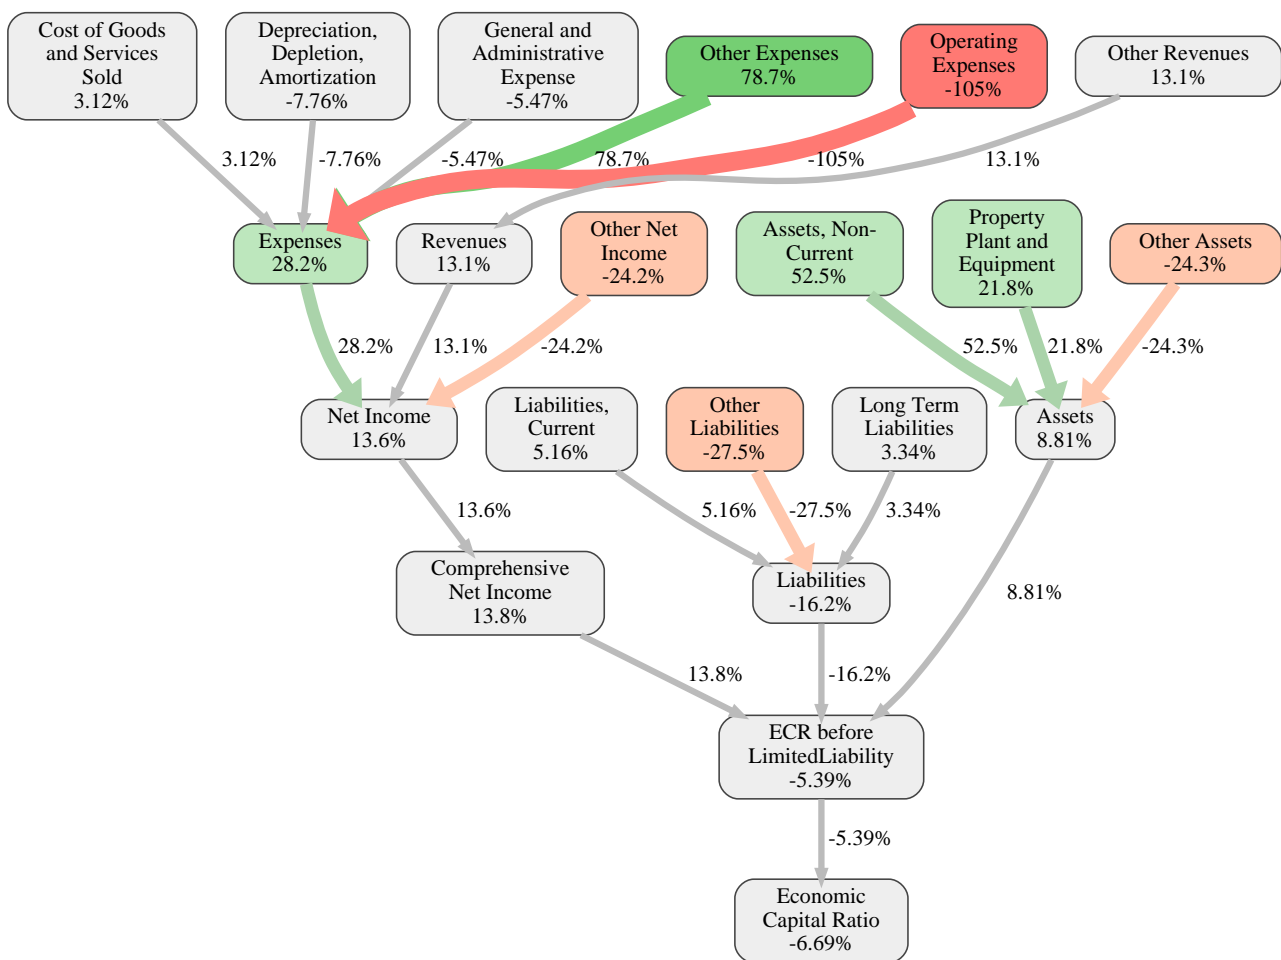 Cost of Goods
and Services
Sold
3.12%
Depreciation,
Depletion,
Amortization
-7.76%
General and
Administrative
Expense
-5.47%
Other Expenses
78.7%
Operating
Expenses
-105%
Other Revenues
13.1%
3.12%
-7.76%
-5.47%
78.7%
-105%
13.1%
Expenses
28.2%
Revenues
13.1%
Other Net
Income
-24.2%
Assets, Non-
Current
52.5%
Property
Plant and
Equipment
21.8%
Other Assets
-24.3%
28.2%
13.1%
-24.2%
52.5%
21.8%
-24.3%
Net Income
13.6%
Liabilities,
Current
5.16%
Other
Liabilities
-27.5%
Long Term
Liabilities
3.34%
Assets
8.81%
13.6%
5.16%
-27.5%
3.34%
8.81%
Comprehensive
Net Income
13.8%
Liabilities
-16.2%
13.8%
-16.2%
ECR before
LimitedLiability
-5.39%
-5.39%
Economic
Capital Ratio
-6.69%